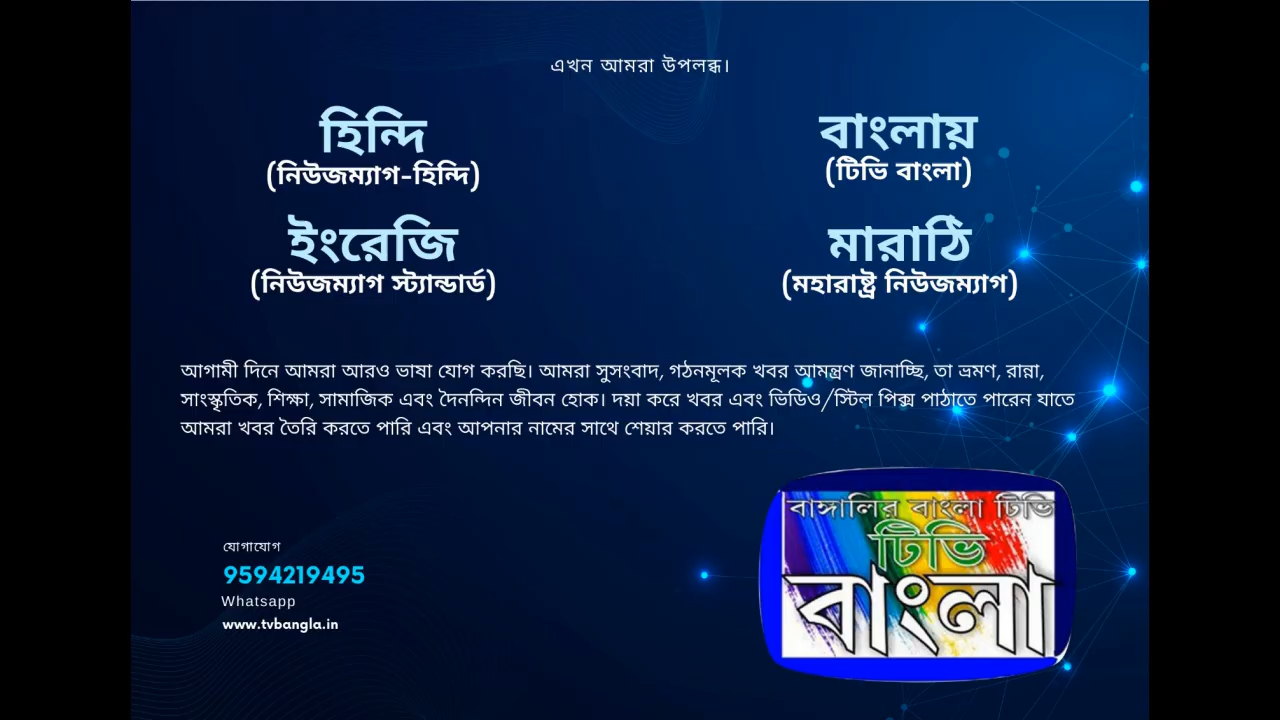 এখন আমরা উপলব্ধ।
হিন্দি
(নিউজম্যাগ-হিন্দি)
বাংলায়
(টিভি বাংলা)
ইংরেজি
(নিউজম্যাগ স্ট্যান্ডার্ড)
মারাঠি
(মহারাষ্ট্র নিউজম্যাগ)
আগামী দিনে আমরা আরও ভাষা যোগ করছি। আমরা সুসংবাদ, গঠনমূলক খবর আমন্ত্রণ জানাচ্ছি, তা ভ্রমণ, রান্না,
সাংস্কৃতিক, শিক্ষা, সামাজিক এবং দৈনন্দিন জীবন হোক। দয়া করে খবর এবং ভিডিও/স্টিল পিক্স পাঠাতে পারেন যাতে
আমরা খবর তৈরি করতে পারি এবং আপনার নামের সাথে শেয়ার করতে পারি।
যোগাযোগ
9594219495
Whatsapp
www.tvbangla.in
বাঙ্গালির বাংলা টিভি
টিভি
বাংলা